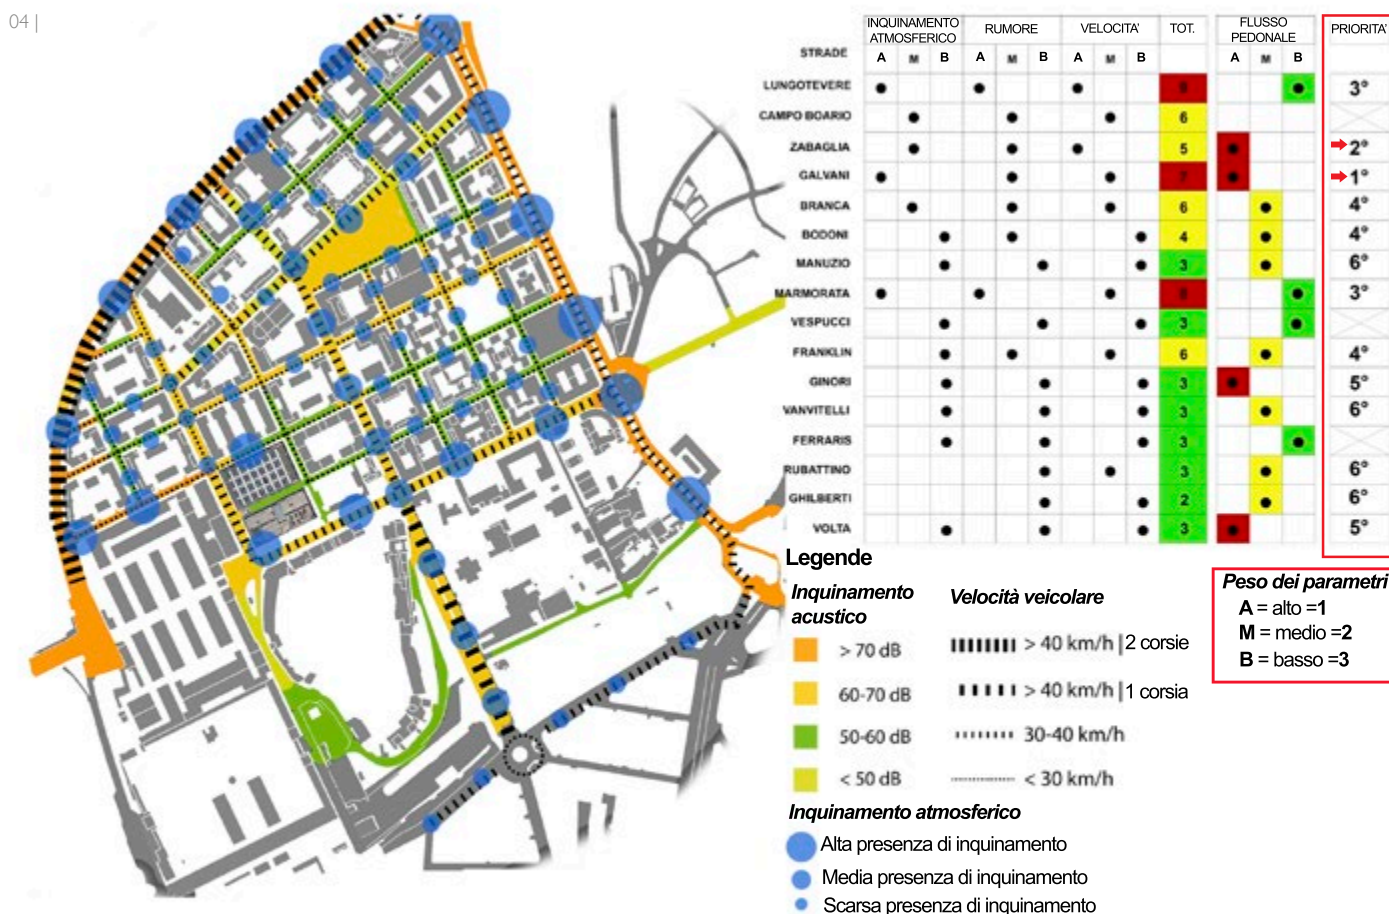 04 |
INQUINAMENTO ATMOSFERICO RUMORE VELOCITA' TOT. FLUSSO PEDONALE PRIORITA'
STRADE A M B A M B A M B A M B
LUNGOTEVERE 3°
CAMPO BOARIO 6
ZABAGLIA 5 2°
GALVANI 7 1°
BRANCA 6 4°
BODONI 4 4°
MANUZIO 3 6°
MARMORATA 8 3°
VESPUCCI 3
FRANKLIN 6 4°
GINORI 3 5°
VANVITELLI 3 6°
FERRARIS 3
RUBATTINO 3 6°
GHILBERTI 2 6°
VOLTA 3 5°
Legende
Inquinamento
acustico
> 70 dB
60-70 dB
50-60 dB
< 50 dB
Velocità veicolare
> 40 km/h | 2 corsie
> 40 km/h | 1 corsia
30-40 km/h
< 30 km/h
Inquinamento atmosferico
Alta presenza di inquinamento
Media presenza di inquinamento
Scarsa presenza di inquinamento
Peso dei parametri
A = alto =1
M = medio =2
B = basso =3